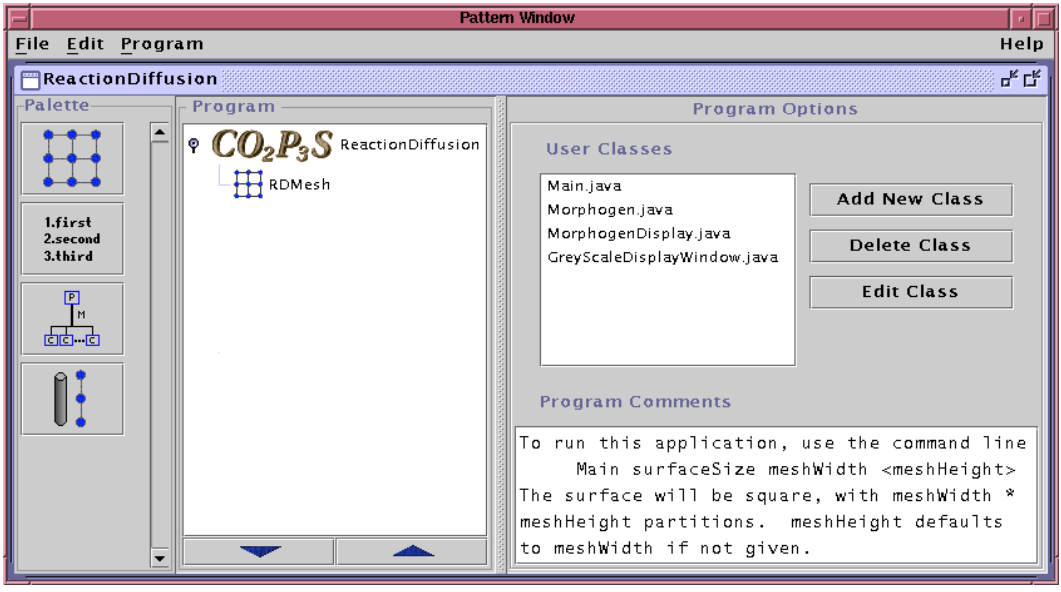 Pattern Window
File Edit Program Help
ReactionDiffusion
Palette
1.first
2.second
3.third
P
M
C C ••• C
Program
CO2P3S ReactionDiffusion
RDMesh
Program Options
User Classes
Main.java
Morphogen.java
MorphogenDisplay.java
GreyScaleDisplayWindow.java
Add New Class
Delete Class
Edit Class
Program Comments
To run this application, use the command line
Main surfaceSize meshWidth <meshHeight>
The surface will be square, with meshWidth *
meshHeight partitions. meshHeight defaults
to meshWidth if not given.